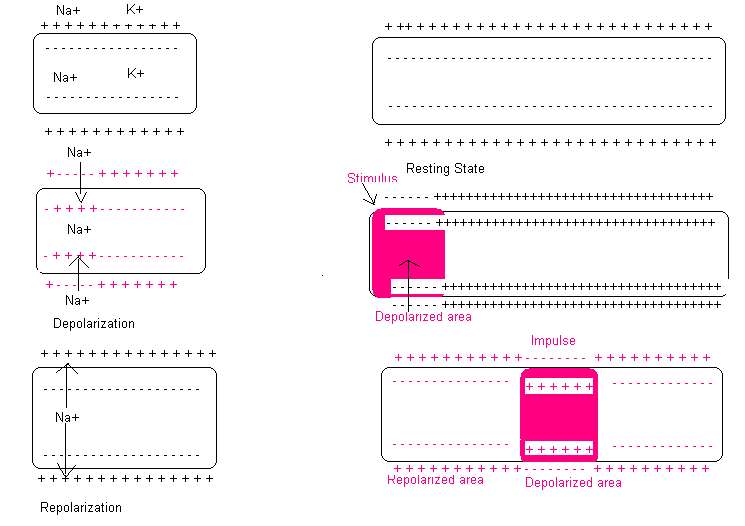 Na+ K+
Na+ K+
Na+
Na+
Na+
Depolarization
Na+
Repolarization
Resting State
Stimulus
Depolarized area
Impulse
Repolarized area
Depolarized area